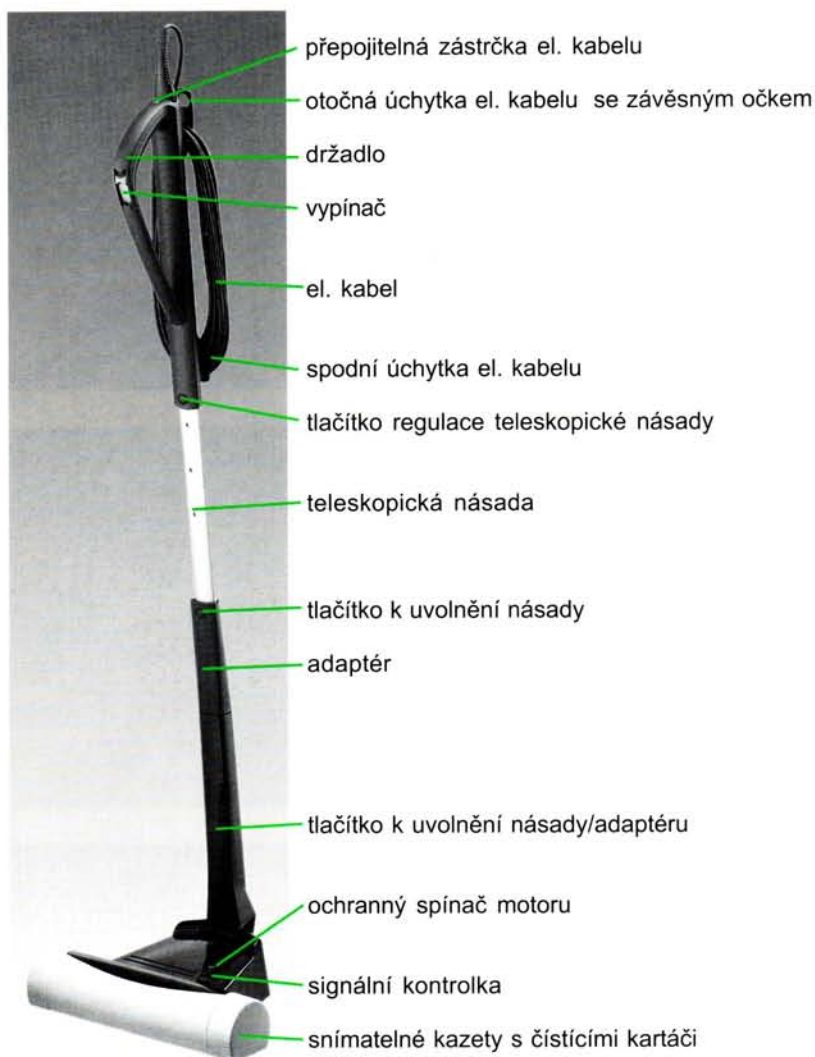 přepojitelná zástrčka el. kabelu
otočná úchytka el. kabelu se závěsným očkem
držadlo
vypínač
el. kabel
spodní úchytka el. kabelu
tlačítko regulace teleskopické násady
teleskopická násada
tlačítko k uvolnění násady
adaptér
tlačítko k uvolnění násady/adaptéru
ochranný spínač motoru
signální kontrolka
snímatelné kazety s čístícími kartáči